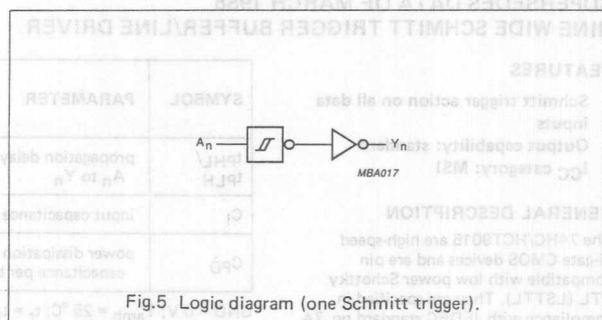 SUPERSEDES DATA OF MARCH 1988
NINE WIDE SCHMITT TRIGGER BUFFER/LINE DRIVER
FEATURES
Schmitt trigger action on all data
inputs
Output capability:
ICC category: MSI
GENERAL DESCRIPTION
The 74HC/HCT9015 are high-speed
Si-gate CMOS devices and are pin
compatible with low power Schottky
TTL (LSTTL).
SYMBOL PARAMETER
tPHL/ propagation delay
tPLH An to Yn
CI input capacitance
CPD power dissipation
capacitance per
An Yn
MBA017
Fig.5 Logic diagram (one Schmitt trigger).